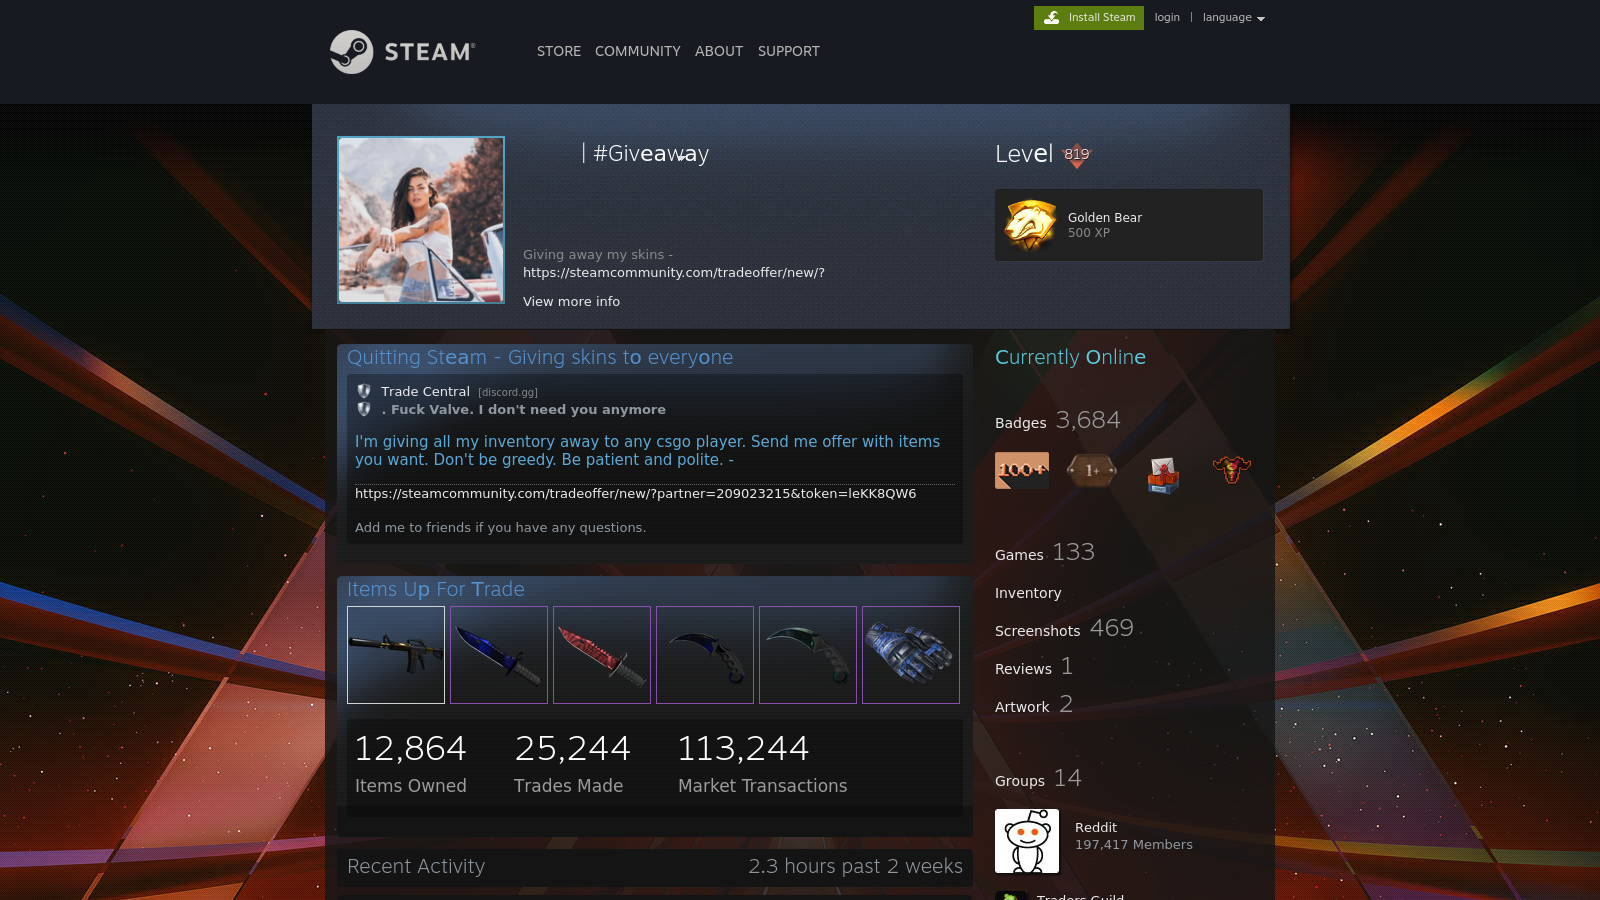 Install Steam
login | language
STEAM
STORE COMMUNITY ABOUT SUPPORT
| #Giveaway
Level 819
Golden Bear
500 XP
Giving away my skins -
https://steamcommunity.com/tradeoffer/new/?
View more info
Quitting Steam - Giving skins to everyone
Trade Central [discord.gg]
. Fuck Valve. I don't need you anymore
I'm giving all my inventory away to any csgo player. Send me offer with items
you want. Don't be greedy. Be patient and polite. -
https://steamcommunity.com/tradeoffer/new/?partner=209023215&token=leKK8QW6
Add me to friends if you have any questions.
Items Up For Trade
12,864 25,244 113,244
Items Owned Trades Made Market Transactions
Recent Activity 2.3 hours past 2 weeks
Currently Online
Badges 3,684
100+ 1+
Games 133
Inventory
Screenshots 469
Reviews 1
Artwork 2
Groups 14
Reddit
197,417 Members
Traders Guild